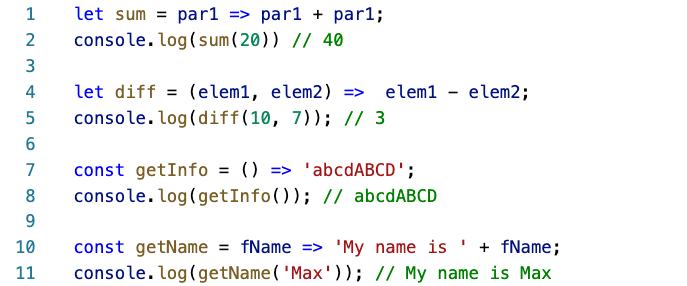 1 let sum = par1 => par1 + par1;
2 console.log(sum(20)) // 40
3
4 let diff = (elem1, elem2) =>  elem1 - elem2;
5 console.log(diff(10, 7)); // 3
6
7 const getInfo = () => 'abcdABCD';
8 console.log(getInfo()); // abcdABCD
9
10 const getName = fName => 'My name is ' + fName;
11 console.log(getName('Max')); // My name is Max